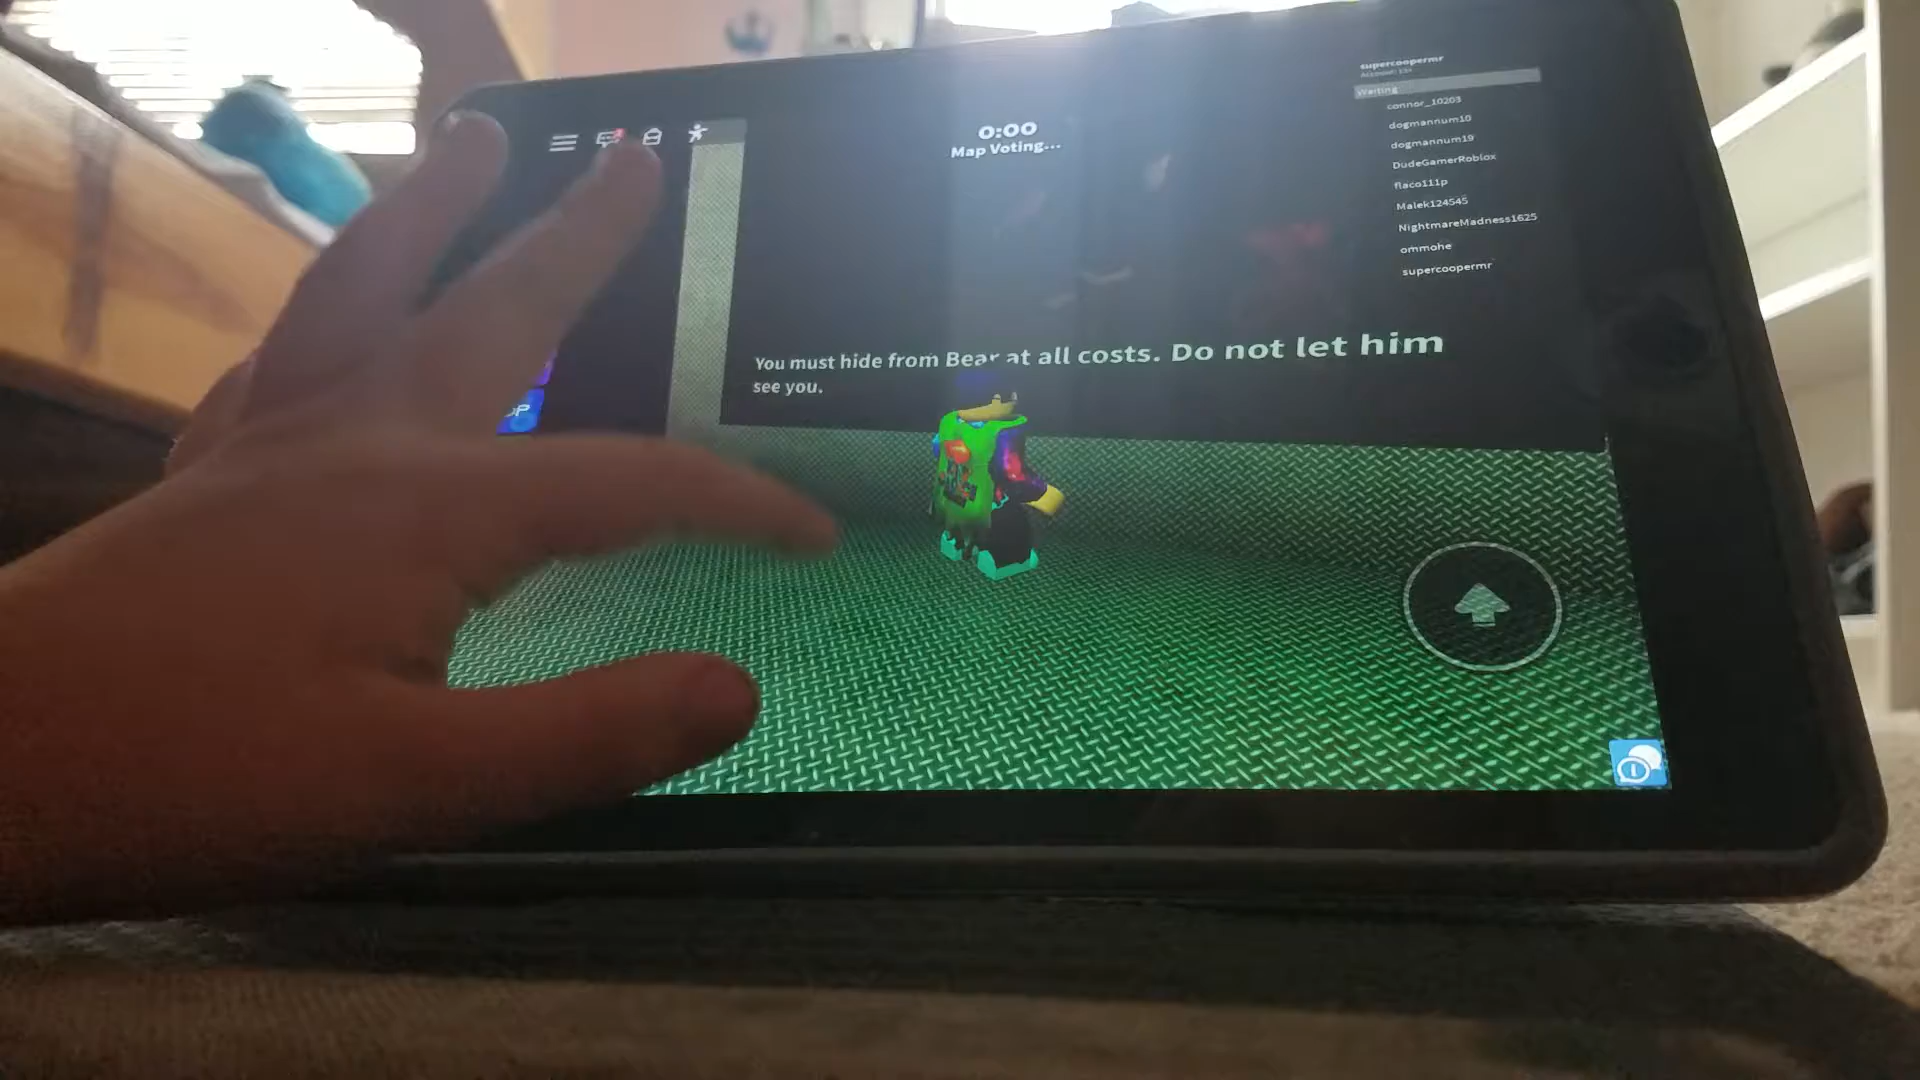 supercoopermr
Waiting
connor_10203
dogmannum10
dogmannum19
DudeGamerRoblox
flaco111p
Malek124545
NightmareMadness1625
ommohe
supercoopermr
0:00
Map Voting...
You must hide from Bear at all costs. Do not let him
see you.